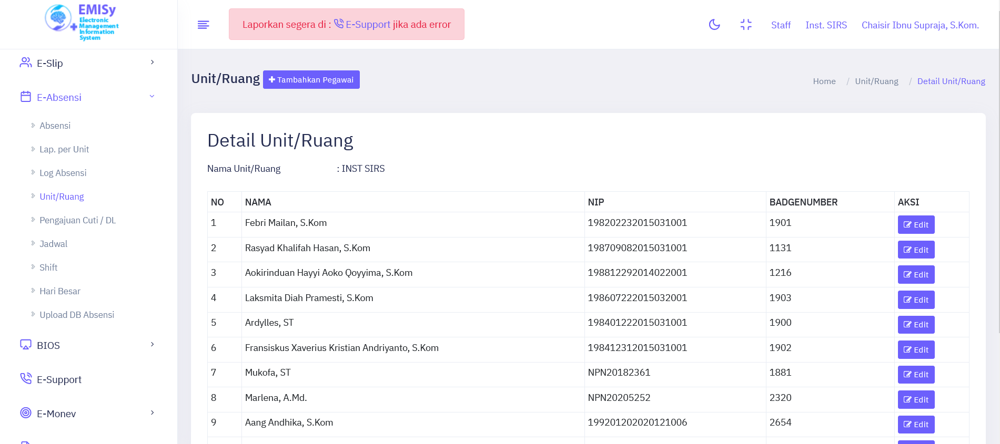 EMISy
Electronic
Management
Information
System
Laporkan segera di : E-Support jika ada error
Staff
Inst. SIRS
Chaisir Ibnu Supraja, S.Kom.
E-Slip
E-Absensi
Absensi
Lap. per Unit
Log Absensi
Unit/Ruang
Pengajuan Cuti / DL
Jadwal
Shift
Hari Besar
Upload DB Absensi
BIOS
E-Support
E-Monev
Unit/Ruang
Tambahkan Pegawai
Home / Unit/Ruang / Detail Unit/Ruang
Detail Unit/Ruang
Nama Unit/Ruang : INST SIRS
NO NAMA NIP BADGENUMBER AKSI
1 Febri Mailan, S.Kom 198202232015031001 1901 Edit
2 Rasyad Khalifah Hasan, S.Kom 198709082015031001 1131 Edit
3 Aokirinduan Hayyi Aoko Qoyyima, S.Kom 198812292014022001 1216 Edit
4 Laksmita Diah Pramesti, S.Kom 198607222015032001 1903 Edit
5 Ardylles, ST 198401222015031001 1900 Edit
6 Fransiskus Xaverius Kristian Andriyanto, S.Kom 198412312015031001 1902 Edit
7 Mukofa, ST NPN20182361 1881 Edit
8 Marlena, A.Md. NPN20205252 2320 Edit
9 Aang Andhika, S.Kom 199201202020121006 2654 Edit